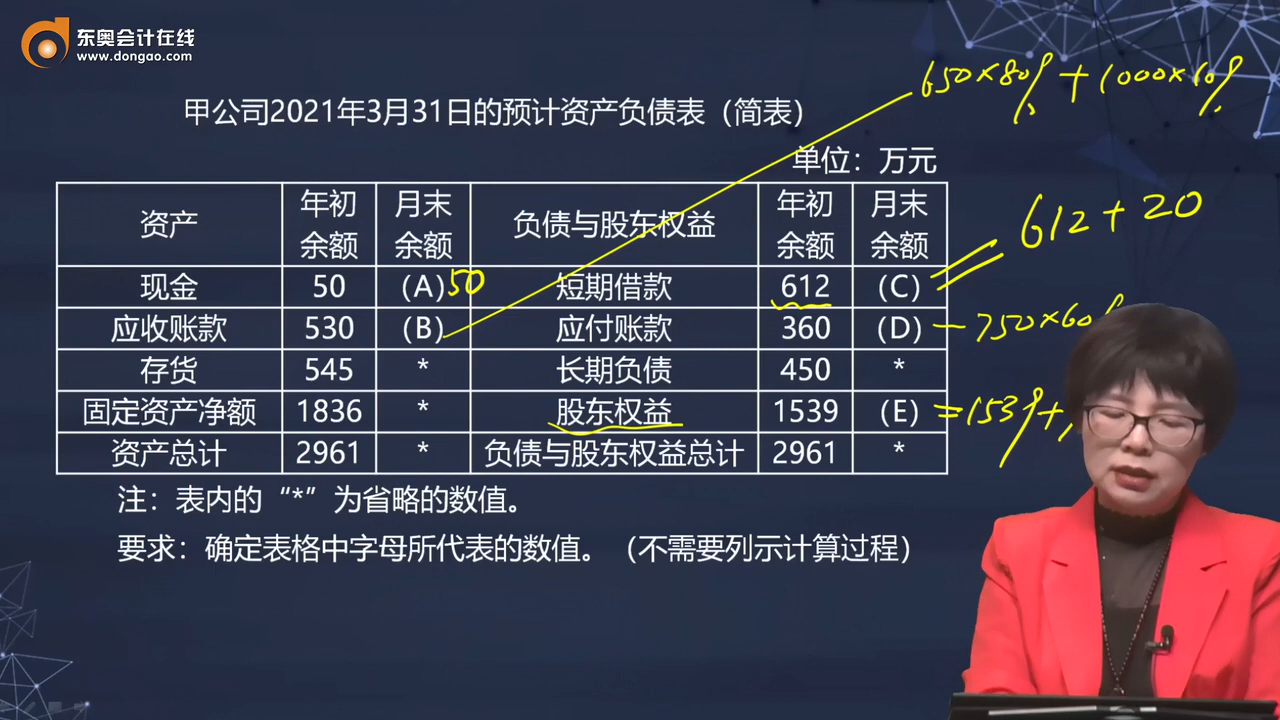 东奥会计在线
www.dongao.com
650×80%+1000×10%
甲公司2021年3月31日的预计资产负债表（简表）
单位：万元
资产 年初余额 月末余额 负债与股东权益 年初余额 月末余额
612+20
现金 50 （A）50 短期借款 612 （C）
应收账款 530 （B） 应付账款 360 （D） 750×60%
存货 545 * 长期负债 450 *
固定资产净额 1836 * 股东权益 1539 （E） =1539+
资产总计 2961 * 负债与股东权益总计 2961 *
注：表内的“*”为省略的数值。
要求：确定表格中字母所代表的数值。（不需要列示计算过程）